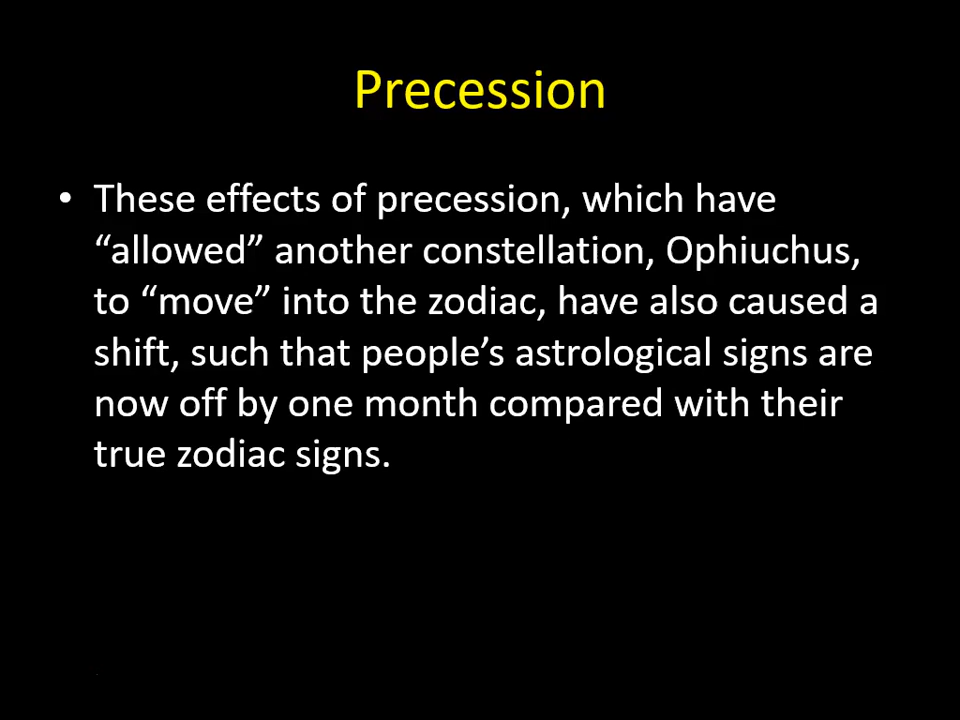 Precession
• These effects of precession, which have
“allowed” another constellation, Ophiuchus,
to “move” into the zodiac, have also caused a
shift, such that people’s astrological signs are
now off by one month compared with their
true zodiac signs.